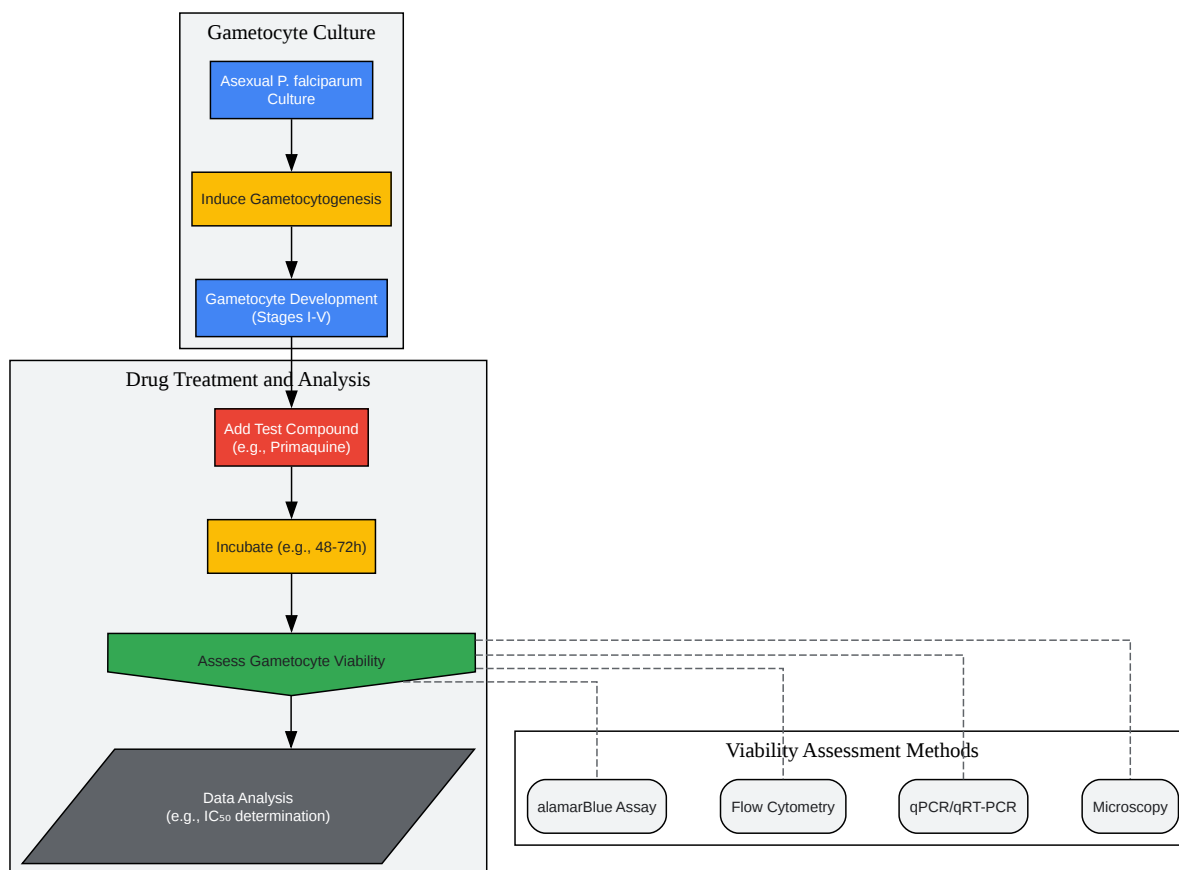 Gametocyte Culture
Asexual P. falciparum
Culture
Induce Gametocytogenesis
Gametocyte Development
(Stages I-V)
Drug Treatment and Analysis
Add Test Compound
(e.g., Primaquine)
Incubate (e.g., 48-72h)
Assess Gametocyte Viability
Data Analysis
(e.g., IC₅₀ determination)
Viability Assessment Methods
alamarBlue Assay
Flow Cytometry
qPCR/qRT-PCR
Microscopy